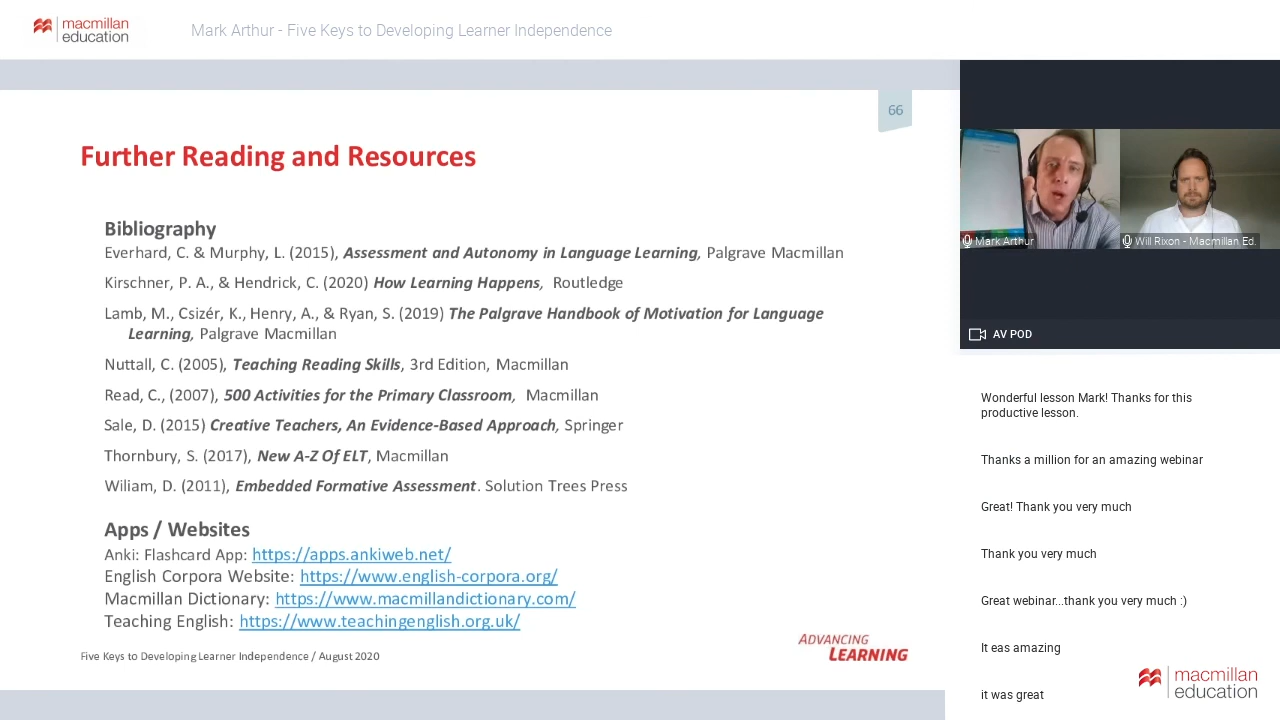 macmillan
education
Mark Arthur - Five Keys to Developing Learner Independence
66
Further Reading and Resources
Bibliography
Everhard, C. & Murphy, L. (2015), Assessment and Autonomy in Language Learning, Palgrave Macmillan
Kirschner, P. A., & Hendrick, C. (2020) How Learning Happens, Routledge
Lamb, M., Csizér, K., Henry, A., & Ryan, S. (2019) The Palgrave Handbook of Motivation for Language
Learning, Palgrave Macmillan
Nuttall, C. (2005), Teaching Reading Skills, 3rd Edition, Macmillan
Read, C., (2007), 500 Activities for the Primary Classroom, Macmillan
Sale, D. (2015) Creative Teachers, An Evidence-Based Approach, Springer
Thornbury, S. (2017), New A-Z Of ELT, Macmillan
Wiliam, D. (2011), Embedded Formative Assessment. Solution Trees Press
Apps / Websites
Anki: Flashcard App: https://apps.ankiweb.net/
English Corpora Website: https://www.english-corpora.org/
Macmillan Dictionary: https://www.macmillandictionary.com/
Teaching English: https://www.teachingenglish.org.uk/
Five Keys to Developing Learner Independence / August 2020
ADVANCING
LEARNING
Mark Arthur
Will Rixon - Macmillan Ed.
AV POD
Wonderful lesson Mark! Thanks for this
productive lesson.
Thanks a million for an amazing webinar
Great! Thank you very much
Thank you very much
Great webinar...thank you very much :)
It eas amazing
it was great
macmillan
education